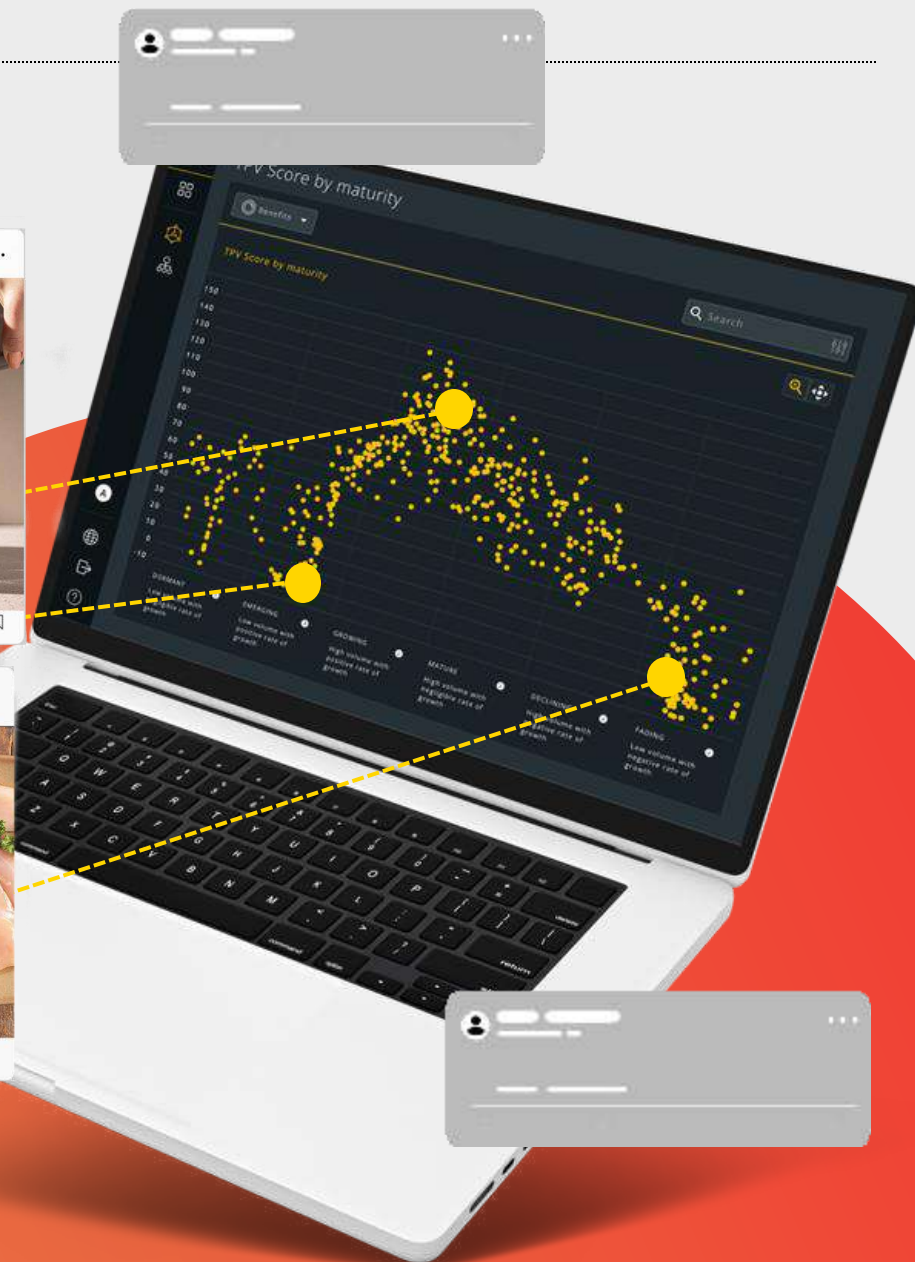 TPV Score by maturity
Benefits
Search
TPV Score by maturity
150
140
130
120
110
100
90
80
70
60
50
40
30
20
10
0
-10
A
?
DORMANT
Low volume with
negligible rate of
growth
EMERGING
Low volume with
positive rate of
growth
GROWING
High volume with
positive rate of
growth
MATURE
High volume with
negligible rate of
growth
DECLINING
High volume with
negative rate of
growth
FADING
Low volume with
negative rate of
growth
Q W E R T Y U I O P
A S D F G H J K L
Z X C V B N M
delete
return
command
command
option